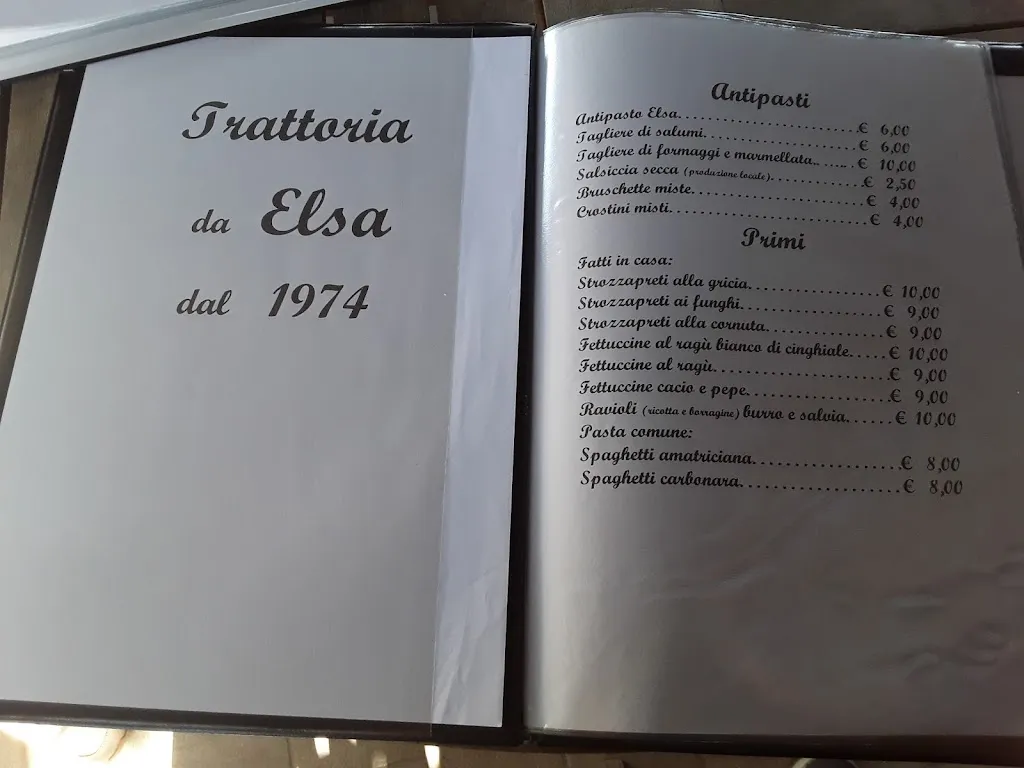 Trattoria
da Elsa
dal 1974
Antipasti
Antipasto Elsa..............................€ 6,00
Tagliere di salumi..........................€ 6,00
Tagliere di formaggi e marmellata.. ......€ 10,00
Salsiccia secca (produzione locale)...............€ 2,50
Bruschette miste............................€ 4,00
Crostini misti..............................€ 4,00
Primi
Fatti in casa:
Strozzapreti alla gricia...................€ 10,00
Strozzapreti ai funghi....................€ 9,00
Strozzapreti alla cornuta.................€ 9,00
Fettuccine al ragù bianco di cinghiale.....€ 10,00
Fettuccine al ragù........................€ 9,00
Fettuccine cacio e pepe...................€ 9,00
Ravioli (ricotta e borragine) burro e salvia......€ 10,00
Pasta comune:
Spaghetti amatriciana.....................€ 8,00
Spaghetti carbonara.......................€ 8,00